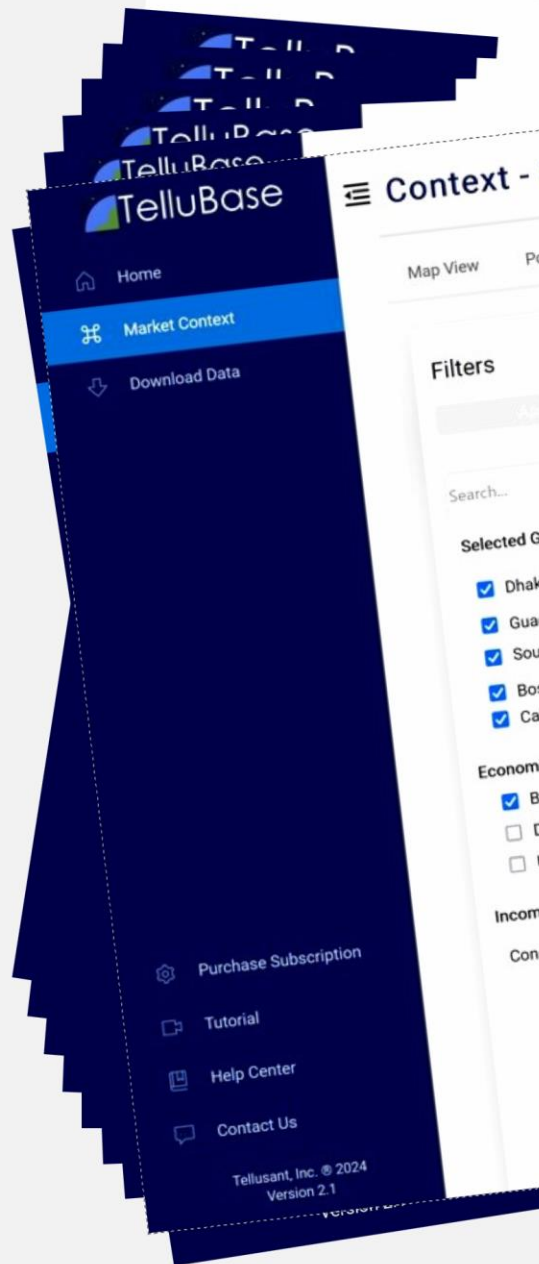 TelluBase
TelluBase
Context -
Home
Map View
Market Context
Download Data
Filters
Search...
Selected G
Dhak
Gua
Sou
Bos
Ca
Econom
B
D
Incom
Con
Purchase Subscription
Tutorial
Help Center
Contact Us
Tellusant, Inc. ® 2024
Version 2.1